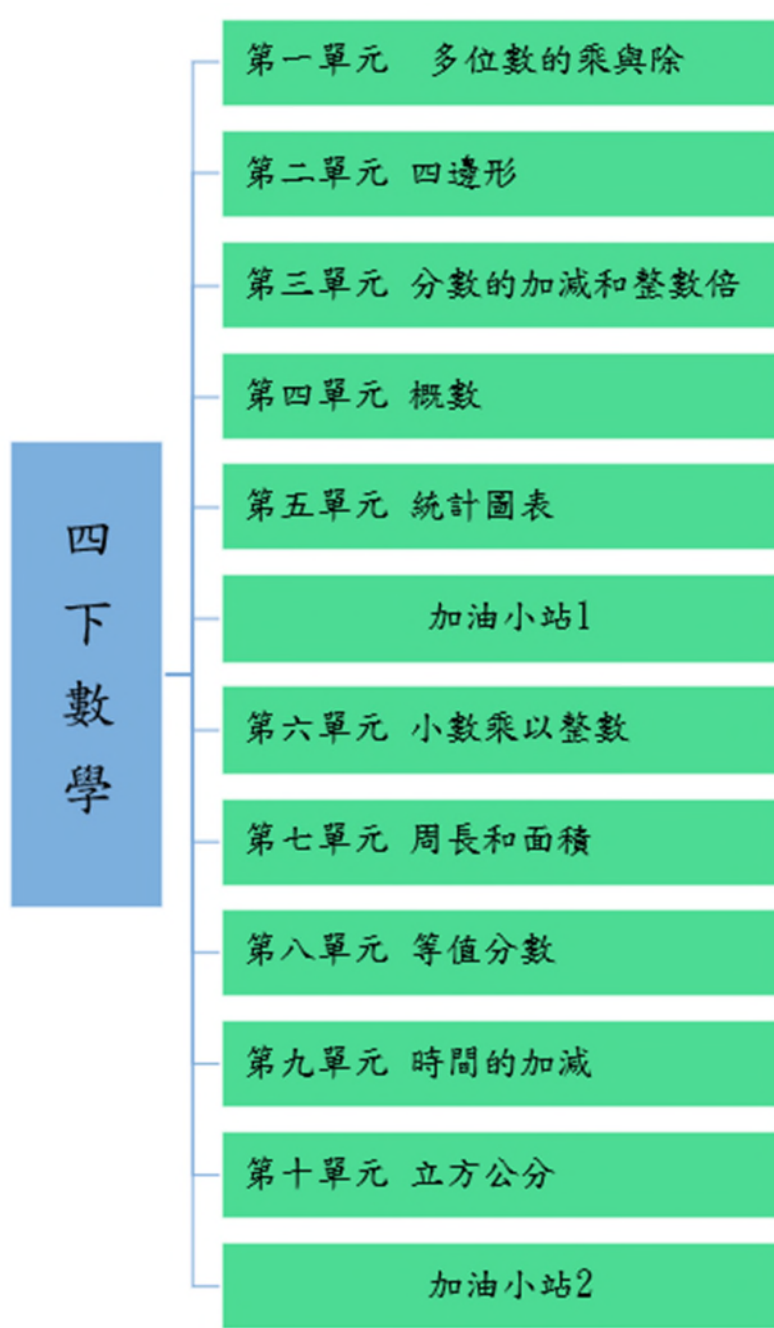 四下數學
第一單元 多位數的乘與除
第二單元 四邊形
第三單元 分數的加減和整數倍
第四單元 概數
第五單元 統計圖表
加油小站1
第六單元 小數乘以整數
第七單元 周長和面積
第八單元 等值分數
第九單元 時間的加減
第十單元 立方公分
加油小站2